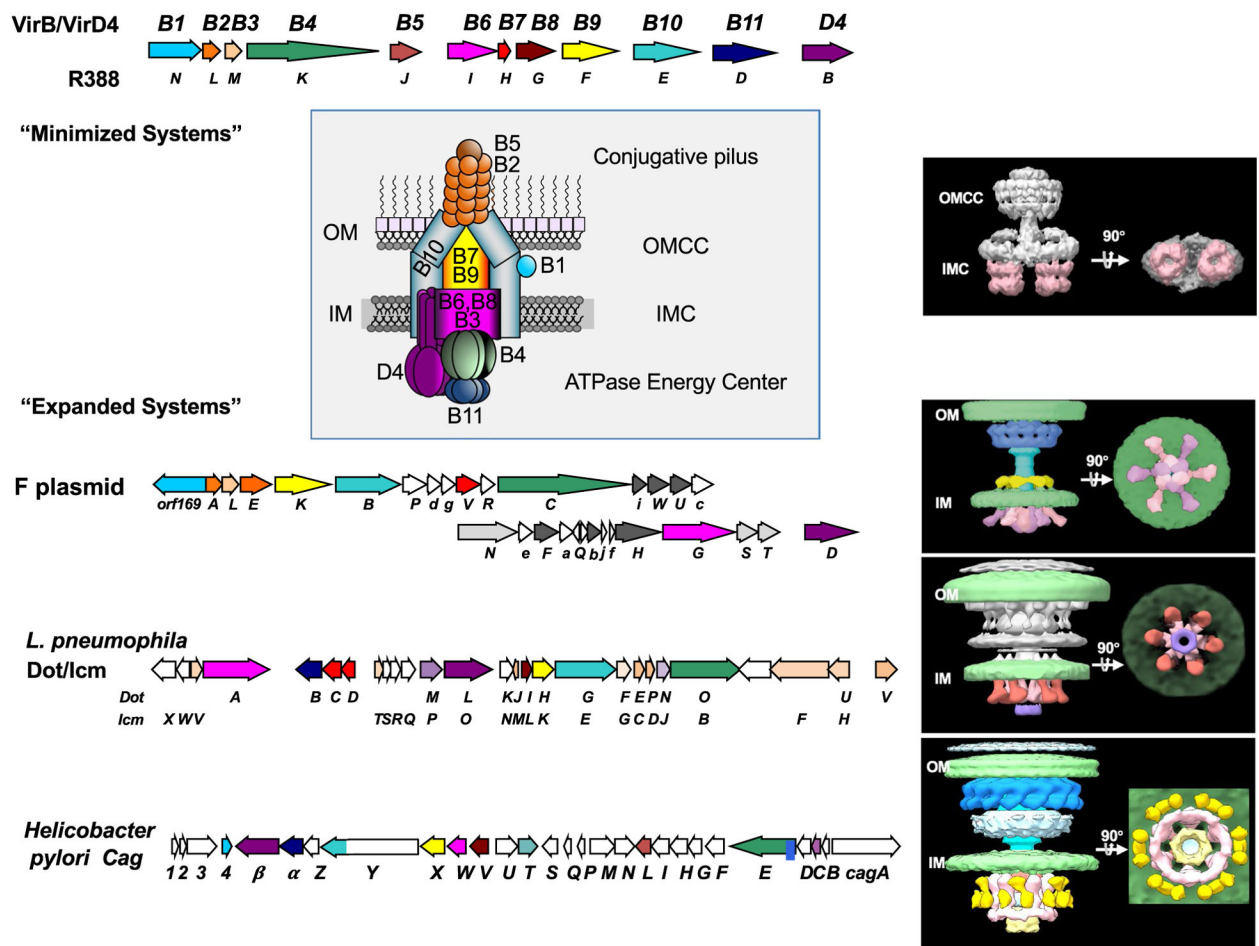 VirB/VirD4 B1 B2 B3 B4 B5 B6 B7 B8 B9 B10 B11 D4
R388 N L M K J I H G F E D B
“Minimized Systems”
B5
B2
Conjugative pilus
OM
B10
B7
B9
B1
OMCC
IM
B6,B8
B3
IMC
D4
B4
ATPase Energy Center
B11
OMCC
IMC
90°
“Expanded Systems”
F plasmid
orf169 A L E K B P d g V R C i W U c
N e F a Q b j f H G S T D
OM
IM
90°
L. pneumophila
Dot/Icm
Dot A B C D M L K J I H G F E P N O U V
Icm X W V T S R Q P O N M L K E G C D J B F H
OM
IM
90°
Helicobacter
pylori Cag
1 2 3 4 β α Z Y X W V U T S Q P M N L I H G F E D C B cagA
OM
IM
90°